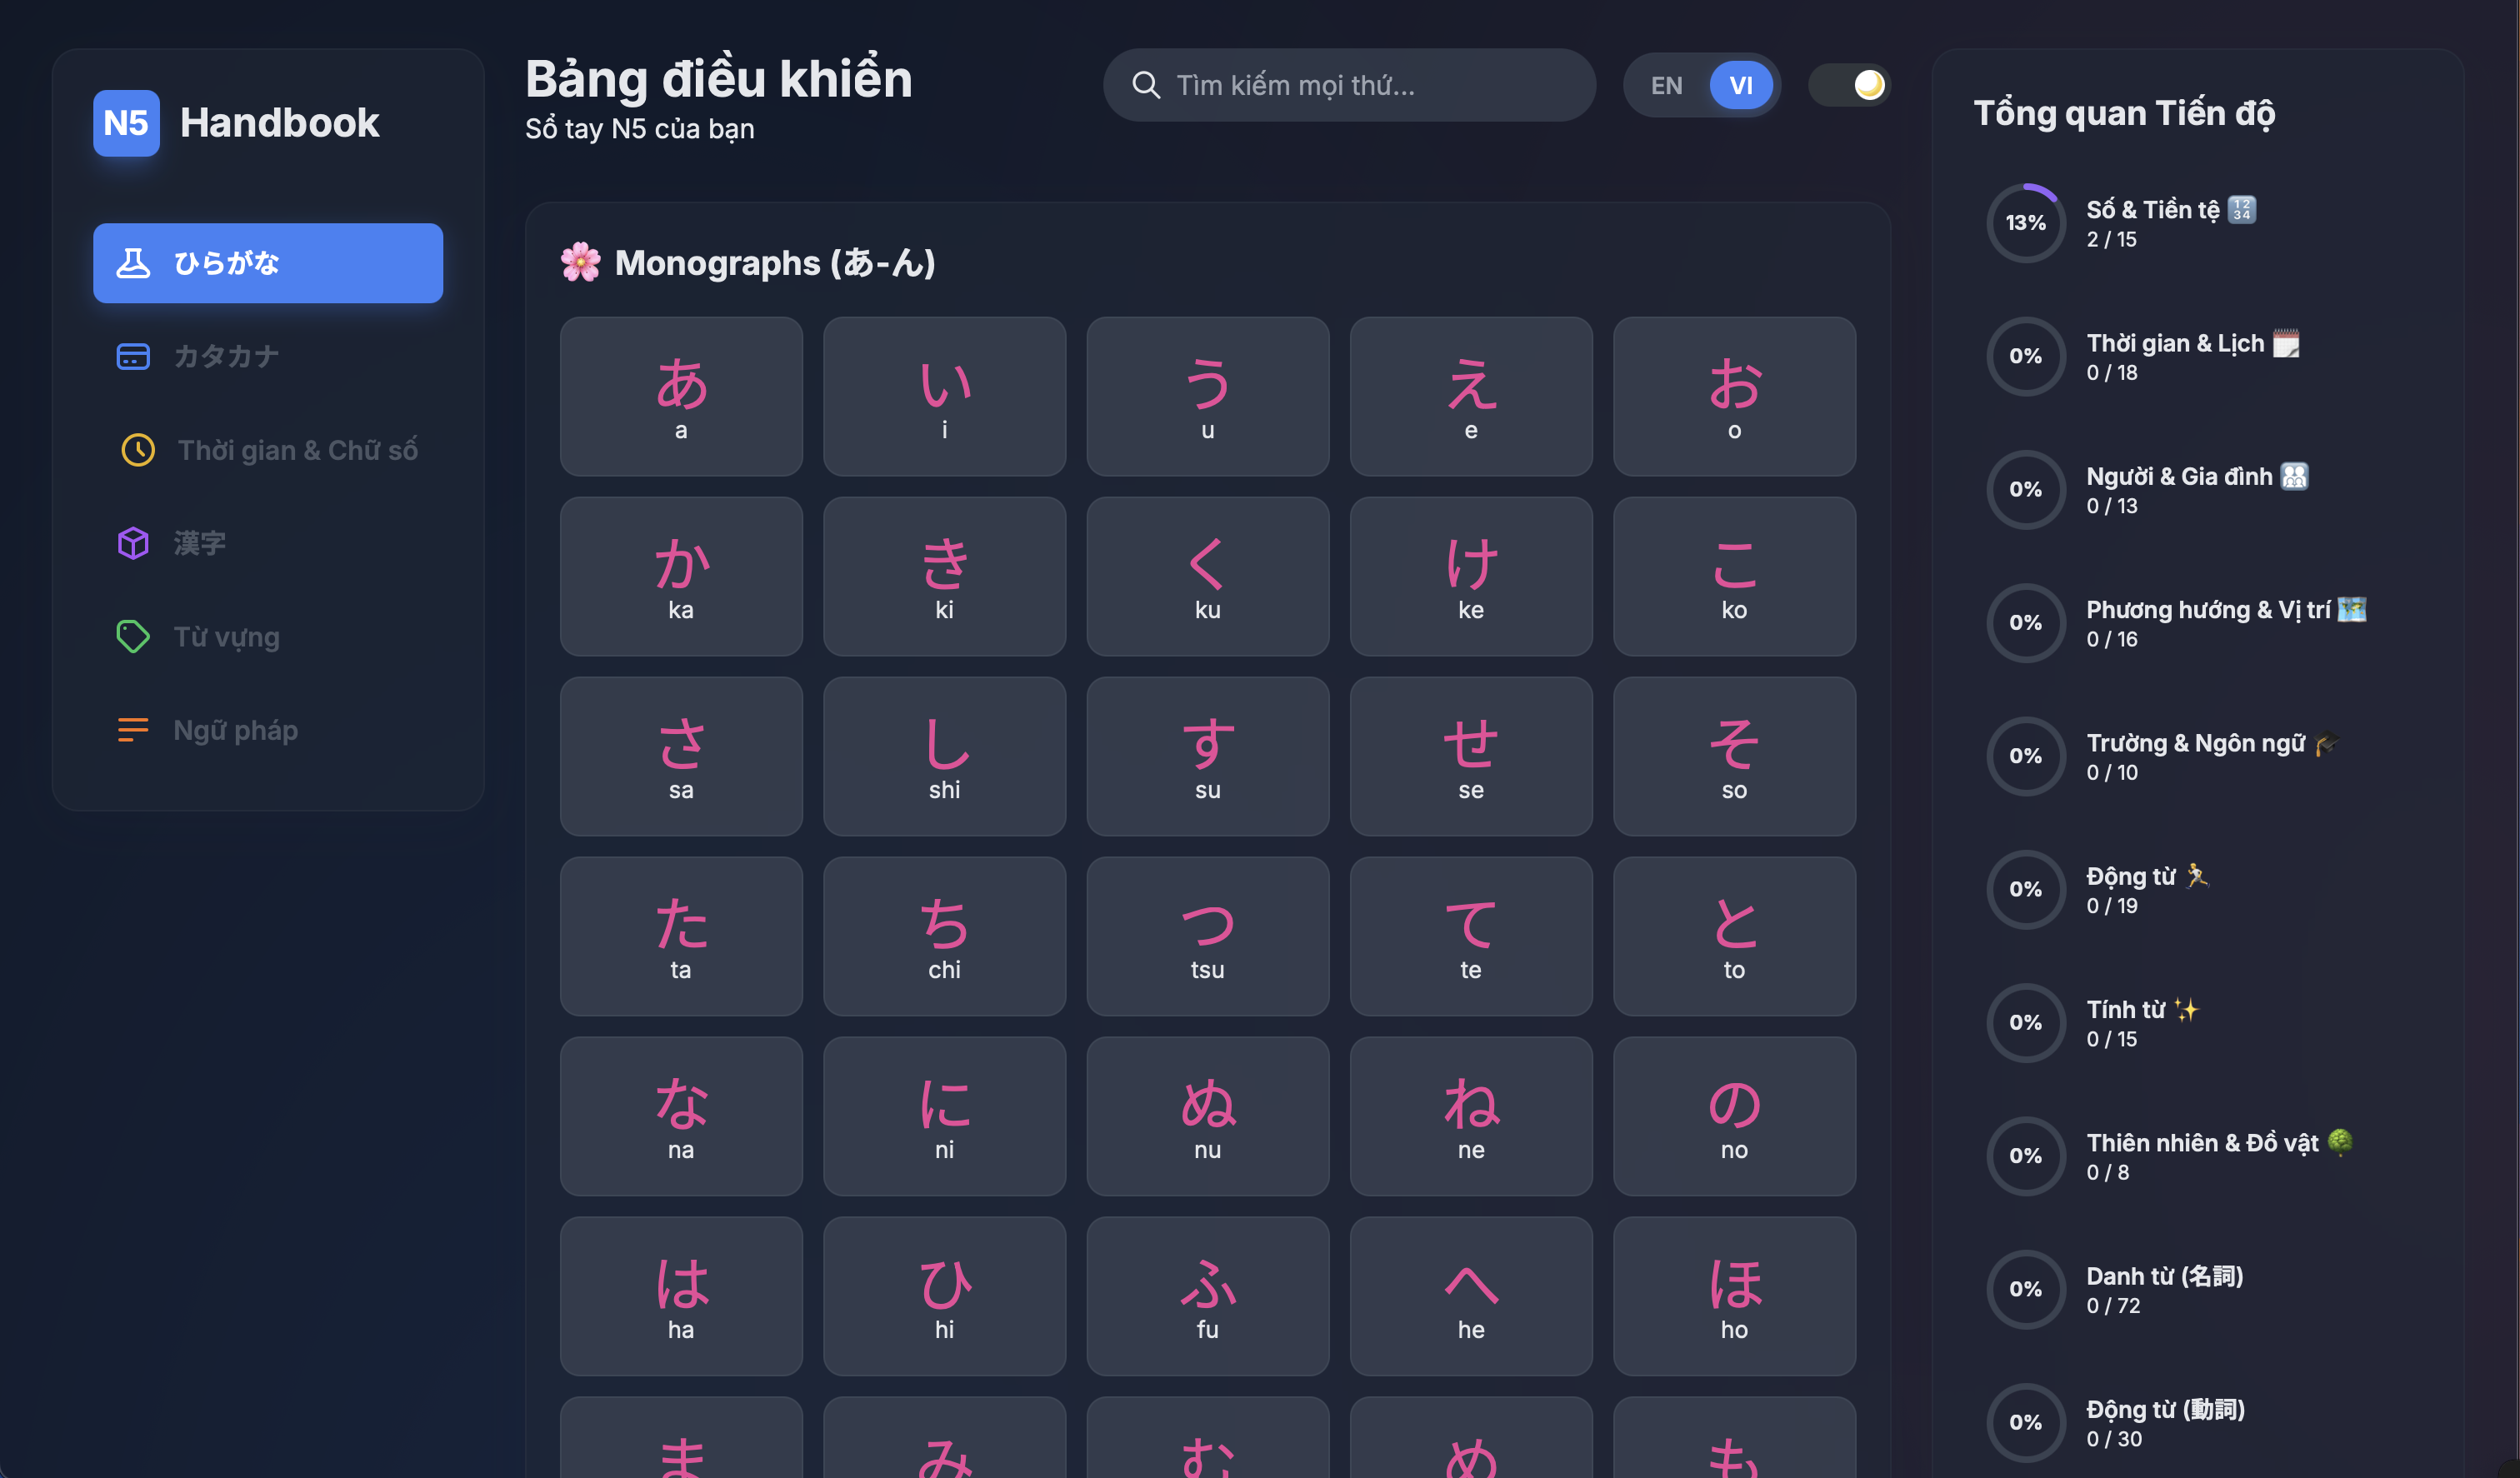 N5 Handbook
ひらがな
カタカナ
Thời gian & Chữ số
漢字
Từ vựng
Ngữ pháp
Bảng điều khiển
Sổ tay N5 của bạn
Tìm kiếm mọi thứ...
EN VI
🌸 Monographs (あ-ん)
あ い う え お
a i u e o
か き く け こ
ka ki ku ke ko
さ し す せ そ
sa shi su se so
た ち つ て と
ta chi tsu te to
な に ぬ ね の
na ni nu ne no
は ひ ふ へ ほ
ha hi fu he ho
ま み む め も
Tổng quan Tiến độ
13%
Số & Tiền tệ 🔢
2 / 15
0%
Thời gian & Lịch 🗓️
0 / 18
0%
Người & Gia đình 👨‍👩‍👧‍👦
0 / 13
0%
Phương hướng & Vị trí 🗺️
0 / 16
0%
Trường & Ngôn ngữ 🎓
0 / 10
0%
Động từ 🏃
0 / 19
0%
Tính từ ✨
0 / 15
0%
Thiên nhiên & Đồ vật 🌳
0 / 8
0%
Danh từ (名詞)
0 / 72
0%
Động từ (動詞)
0 / 30